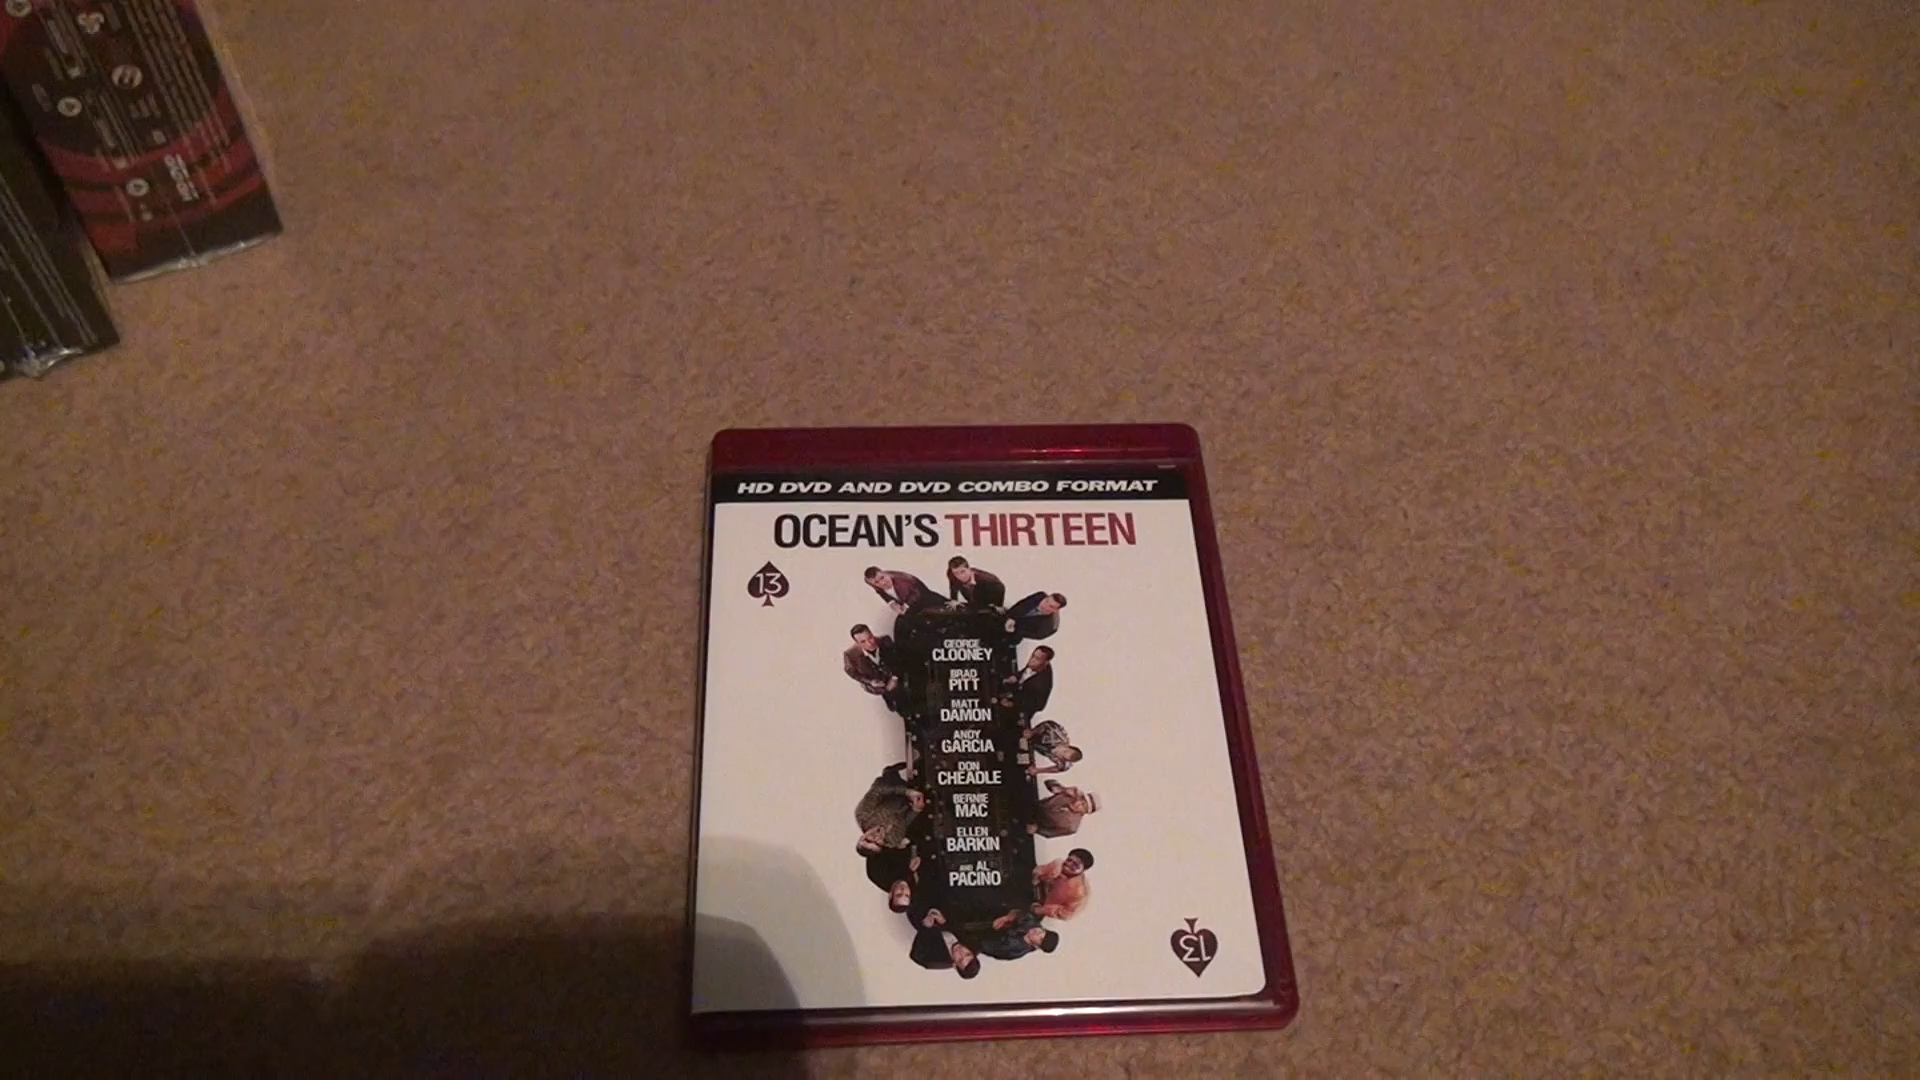 HD DVD AND DVD COMBO FORMAT
OCEAN'S THIRTEEN
13
GEORGE
CLOONEY
BRAD
PITT
MATT
DAMON
ANDY
GARCIA
DON
CHEADLE
BERNIE
MAC
ELLEN
BARKIN
AND AL
PACINO
13